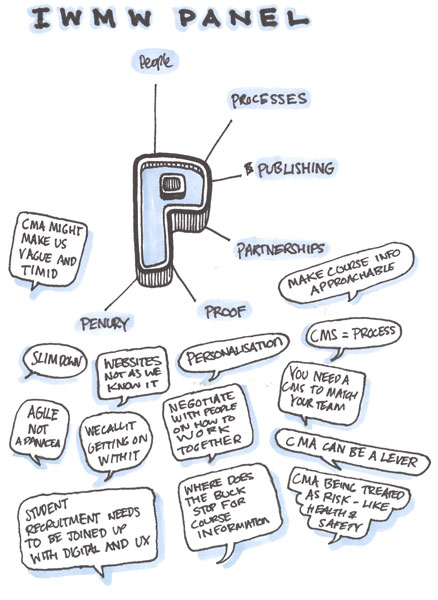 IWMW PANEL
People
PROCESSES
& PUBLISHING
P
PARTNERSHIPS
PROOF
PENURY
CMA MIGHT
MAKE US
VAGUE AND
TIMID
MAKE COURSE INFO
APPROACHABLE
SLIMDOWN
WEBSITES
NOT AS WE
KNOW IT
PERSONALISATION
CMS = PROCESS
AGILE
NOT
A PANACEA
WE CALL IT
GETTING ON
WITH IT
NEGOTIATE
WITH PEOPLE
ON HOW TO
WORK
TOGETHER
YOU NEED A
CMS TO MATCH
YOUR TEAM
CMA CAN BE A LEVER
STUDENT
RECRUITMENT NEEDS
TO BE JOINED UP
WITH DIGITAL AND UX
WHERE DOES
THE BUCK
STOP FOR
COURSE
INFORMATION
CMA BEING TREATED
AS RISK - LIKE
HEALTH &
SAFETY